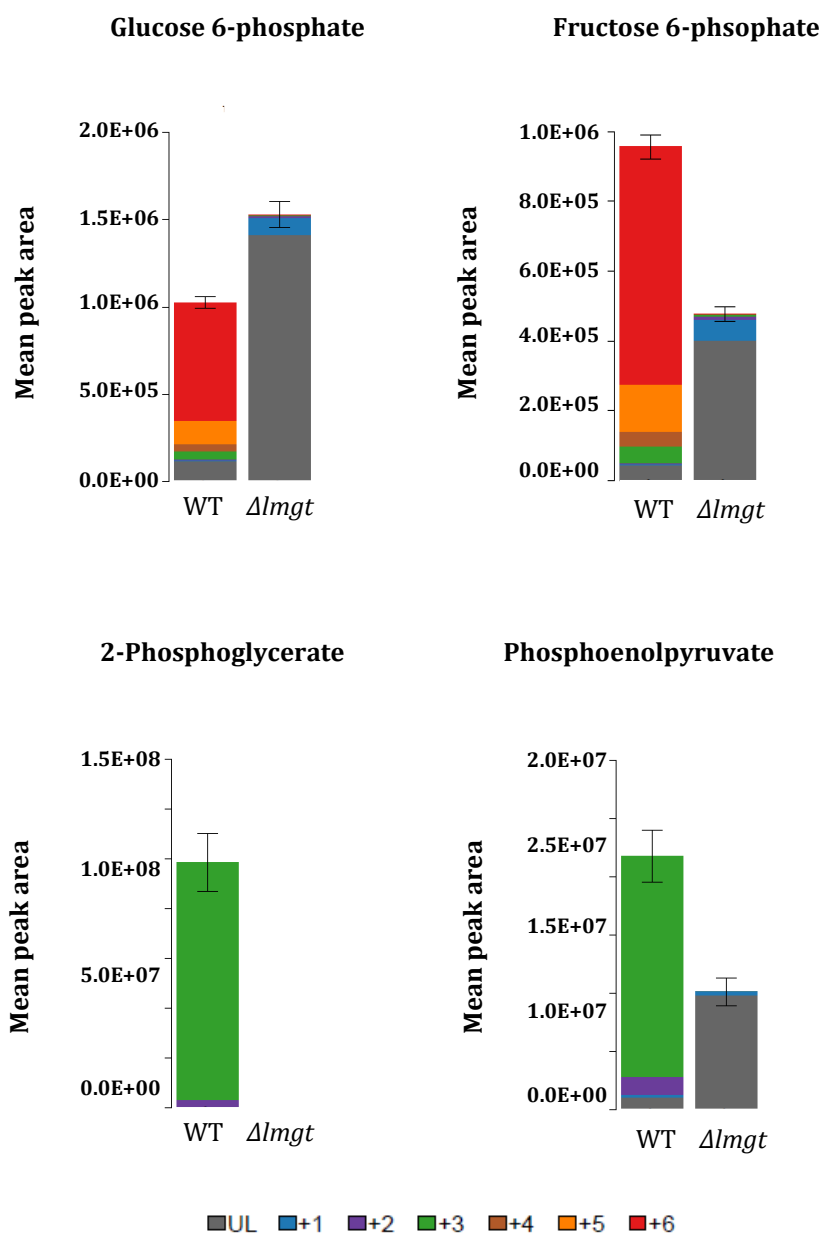 Glucose 6-phosphate
Mean peak area
2.0E+06
1.5E+06
1.0E+06
5.0E+05
0.0E+00
WT Δlmgt
Fructose 6-phsophate
Mean peak area
1.0E+06
8.0E+05
6.0E+05
4.0E+05
2.0E+05
0.0E+00
WT Δlmgt
2-Phosphoglycerate
Mean peak area
1.5E+08
1.0E+08
5.0E+07
0.0E+00
WT Δlmgt
Phosphoenolpyruvate
Mean peak area
2.0E+07
2.5E+07
1.5E+07
1.0E+07
0.0E+00
WT Δlmgt
UL +1 +2 +3 +4 +5 +6